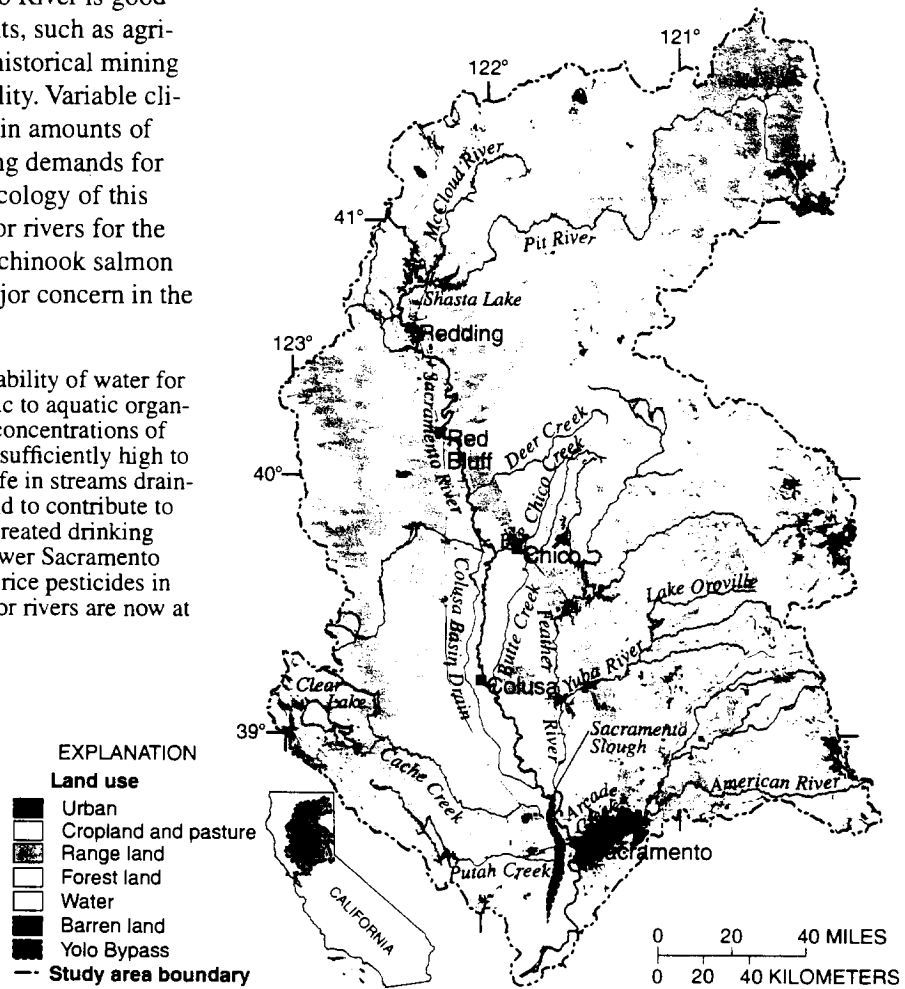 o River is good
ts, such as agri-
historical mining
lity. Variable cli-
in amounts of
ng demands for
cology of this
or rivers for the
chinook salmon
jor concern in the
ability of water for
ic to aquatic organ-
concentrations of
sufficiently high to
fe in streams drain-
d to contribute to
treated drinking
wer Sacramento
rice pesticides in
or rivers are now at
121°
122°
McCloud River
41°
Pit River
Shasta Lake
Redding
123°
Sacramento River
Deer Creek
Red
Bluff
Chico Creek
40°
Chico
Lake Oroville
Colusa Basin Drain
Butte Creek
Feather River
Yuba River
Colusa
Clear
Lake
Sacramento
Slough
39°
Cache Creek
Arcade
American River
Sacramento
Putah Creek
EXPLANATION
Land use
Urban
Cropland and pasture
Range land
Forest land
Water
Barren land
Yolo Bypass
Study area boundary
CALIFORNIA
0 20 40 MILES
0 20 40 KILOMETERS